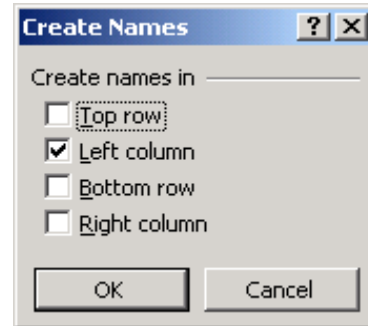 Create Names
Create names in
Top row
Left column
Bottom row
Right column
OK Cancel